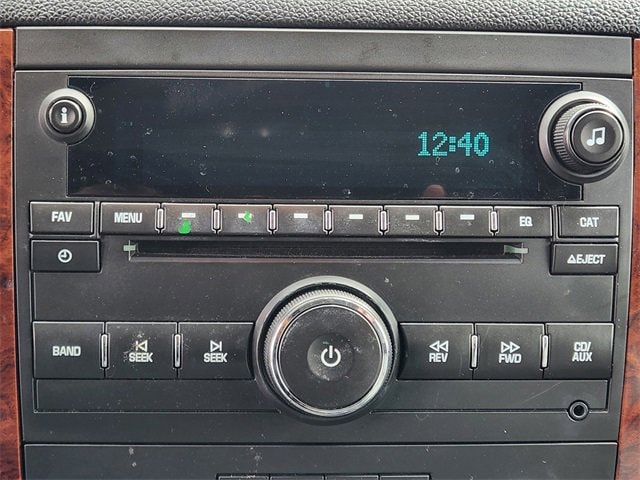 12:40
FAV MENU EQ CAT
EJECT
BAND SEEK SEEK REV FWD CD/
AUX